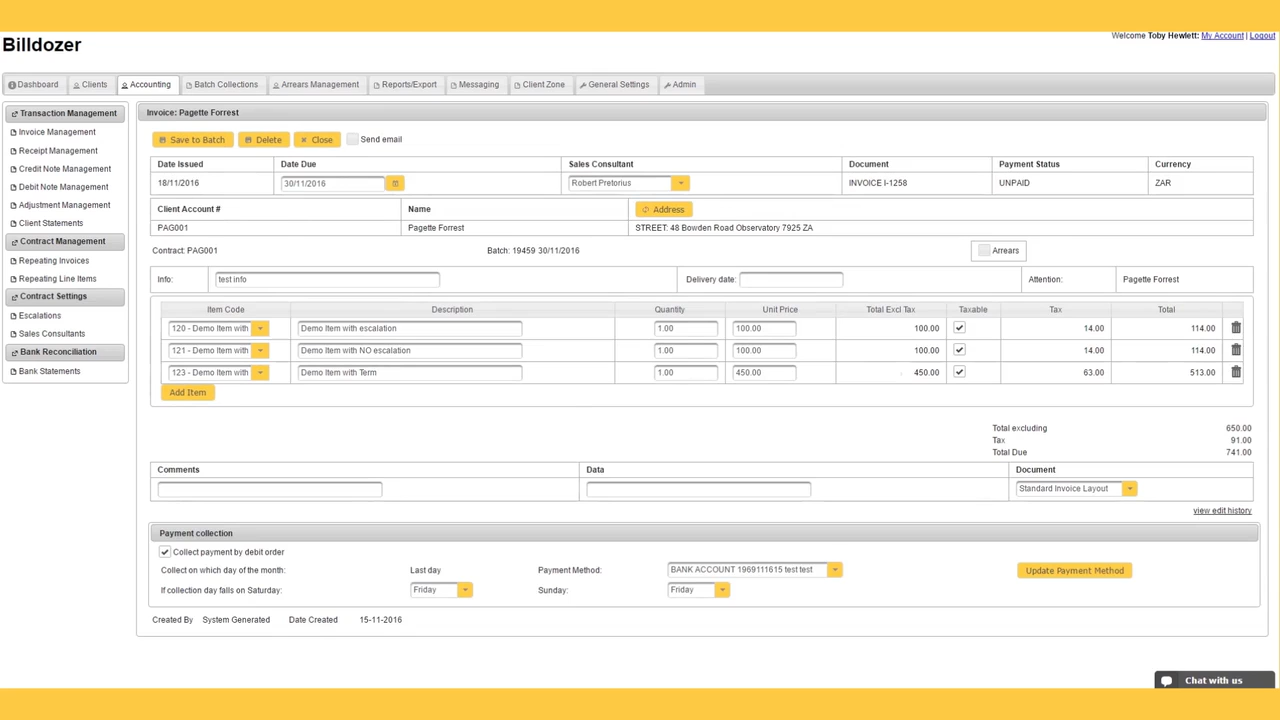 Billdozer
Welcome Toby Hewlett: My Account | Logout
Dashboard Clients Accounting Batch Collections Arrears Management Reports/Export Messaging Client Zone General Settings Admin
Transaction Management
Invoice Management
Receipt Management
Credit Note Management
Debit Note Management
Adjustment Management
Client Statements
Contract Management
Repeating Invoices
Repeating Line Items
Contract Settings
Escalations
Sales Consultants
Bank Reconciliation
Bank Statements
Invoice: Pagette Forrest
Save to Batch Delete Close Send email
Date Issued Date Due Sales Consultant Document Payment Status Currency
18/11/2016 30/11/2016 Robert Pretorius INVOICE I-1258 UNPAID ZAR
Client Account # Name Address
PAG001 Pagette Forrest STREET: 48 Bowden Road Observatory 7925 ZA
Contract: PAG001 Batch: 19459 30/11/2016 Arrears
Info: test info Delivery date: Attention: Pagette Forrest
Item Code Description Quantity Unit Price Total Excl Tax Taxable Tax Total
120 - Demo Item with Demo Item with escalation 1.00 100.00 100.00 14.00 114.00
121 - Demo Item with Demo Item with NO escalation 1.00 100.00 100.00 14.00 114.00
123 - Demo Item with Demo Item with Term 1.00 450.00 450.00 63.00 513.00
Add Item
Total excluding 650.00
Tax 91.00
Total Due 741.00
Comments Data Document
Standard Invoice Layout
view edit history
Payment collection
Collect payment by debit order
Collect on which day of the month: Last day Payment Method: BANK ACCOUNT 1969111615 test test Update Payment Method
If collection day falls on Saturday: Friday Sunday: Friday
Created By System Generated Date Created 15-11-2016
Chat with us